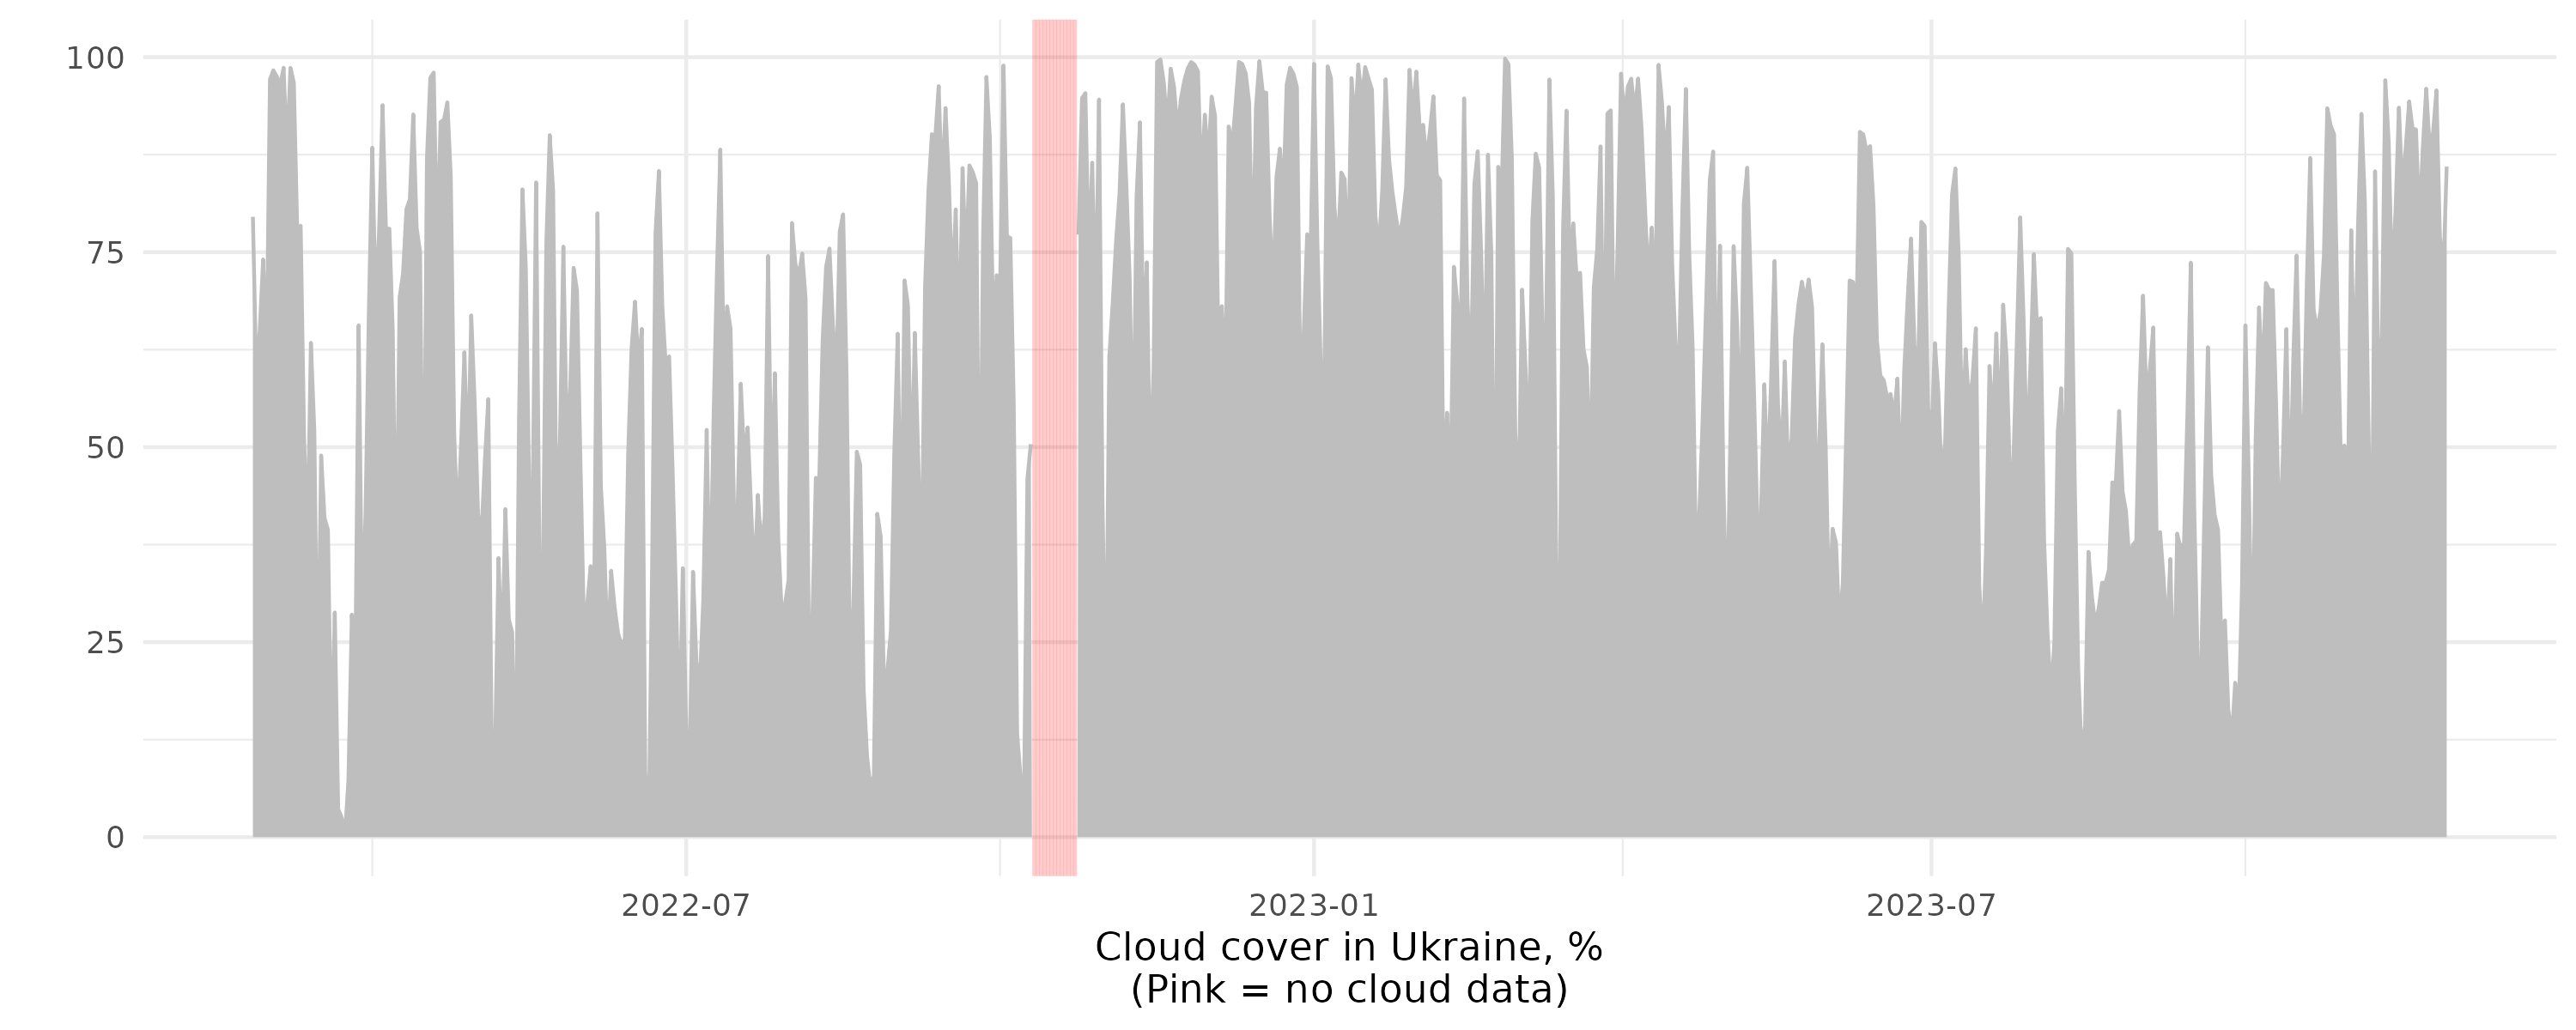 100
75
50
25
0
2022-07 2023-01 2023-07
Cloud cover in Ukraine, %
(Pink = no cloud data)